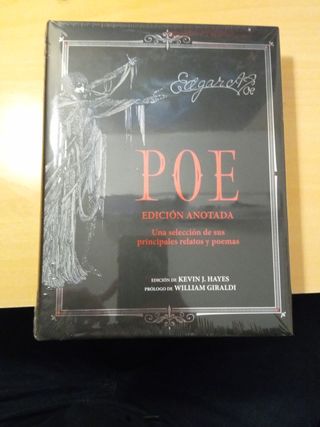 Edgar A Poe
POE
EDICIÓN ANOTADA
Una selección de sus
principales relatos y poemas
EDICIÓN DE KEVIN J. HAYES
PRÓLOGO DE WILLIAM GIRALDI